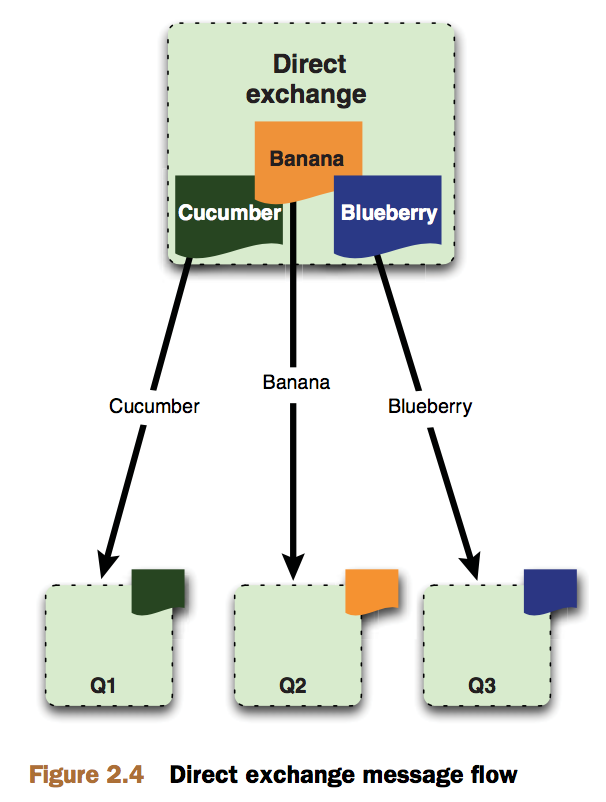 Direct
exchange
Banana
Cucumber
Blueberry
Banana
Cucumber
Blueberry
Q1
Q2
Q3
Figure 2.4 Direct exchange message flow